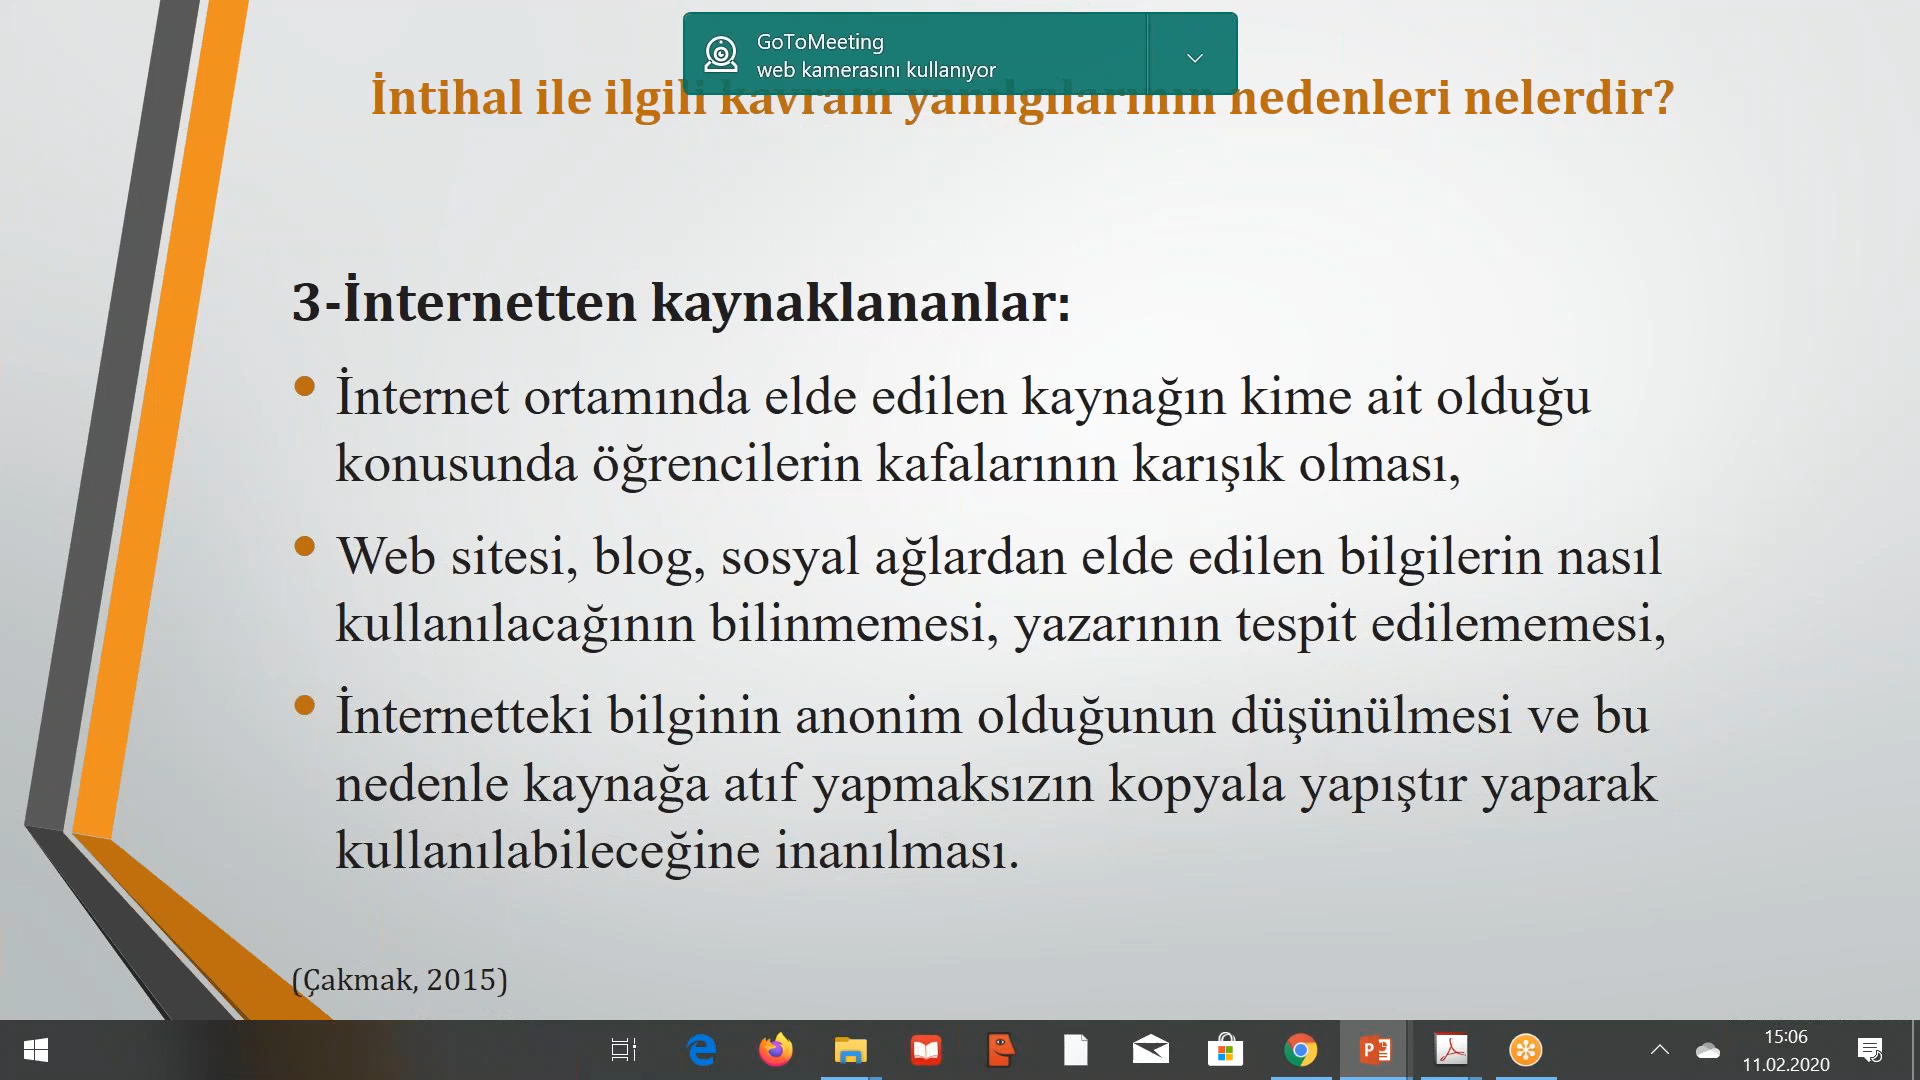 GoToMeeting
web kamerasını kullanıyor
İntihal ile ilgili kavram yanılgılarının nedenleri nelerdir?
3-İnternetten kaynaklananlar:
• İnternet ortamında elde edilen kaynağın kime ait olduğu
konusunda öğrencilerin kafalarının karışık olması,
• Web sitesi, blog, sosyal ağlardan elde edilen bilgilerin nasıl
kullanılacağının bilinmemesi, yazarının tespit edilememesi,
• İnternetteki bilginin anonim olduğunun düşünülmesi ve bu
nedenle kaynağa atıf yapmaksızın kopyala yapıştır yaparak
kullanılabileceğine inanılması.
(Çakmak, 2015)
15:06
11.02.2020